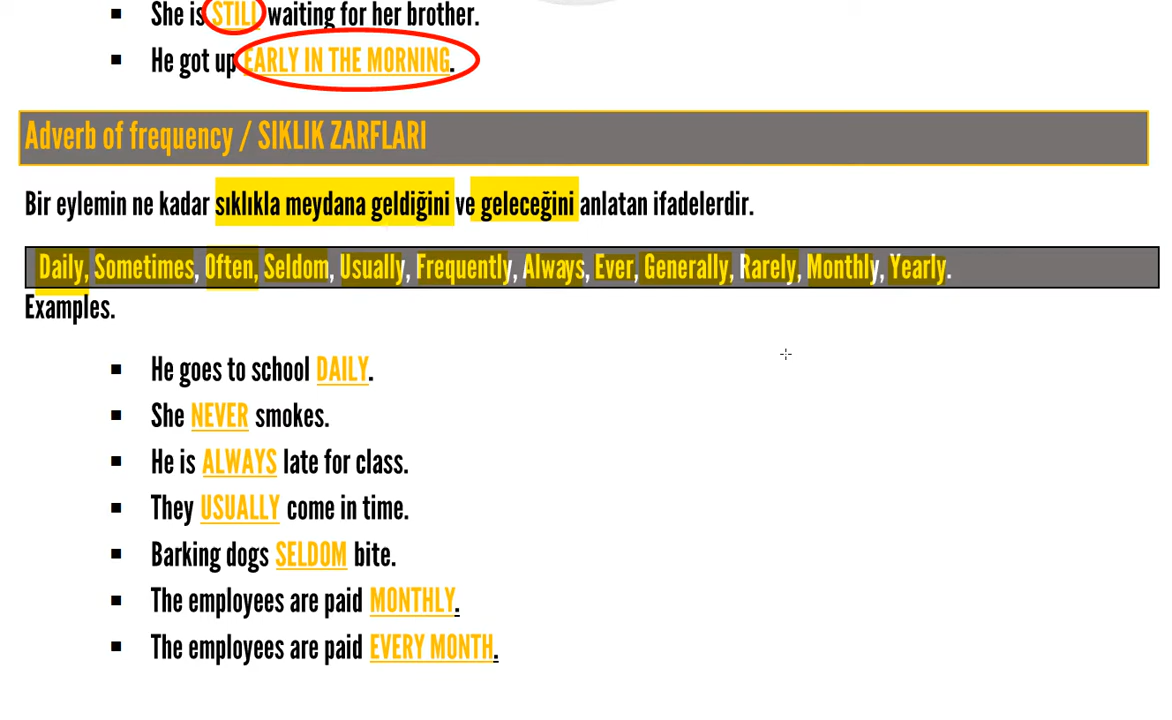 She is STILL waiting for her brother.
He got up EARLY IN THE MORNING.
Adverb of frequency / SIKLIK ZARFLARI
Bir eylemin ne kadar sıklıkla meydana geldiğini ve geleceğini anlatan ifadelerdir.
Daily, Sometimes, Often, Seldom, Usually, Frequently, Always, Ever, Generally, Rarely, Monthly, Yearly.
Examples.
He goes to school DAILY.
She NEVER smokes.
He is ALWAYS late for class.
They USUALLY come in time.
Barking dogs SELDOM bite.
The employees are paid MONTHLY.
The employees are paid EVERY MONTH.